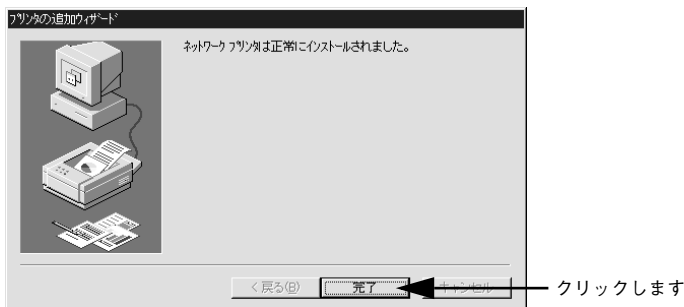 プリンタの追加ウィザード
ネットワーク プリンタは正常にインストールされました。
< 戻る(B)
完了
キャンセル
クリックします